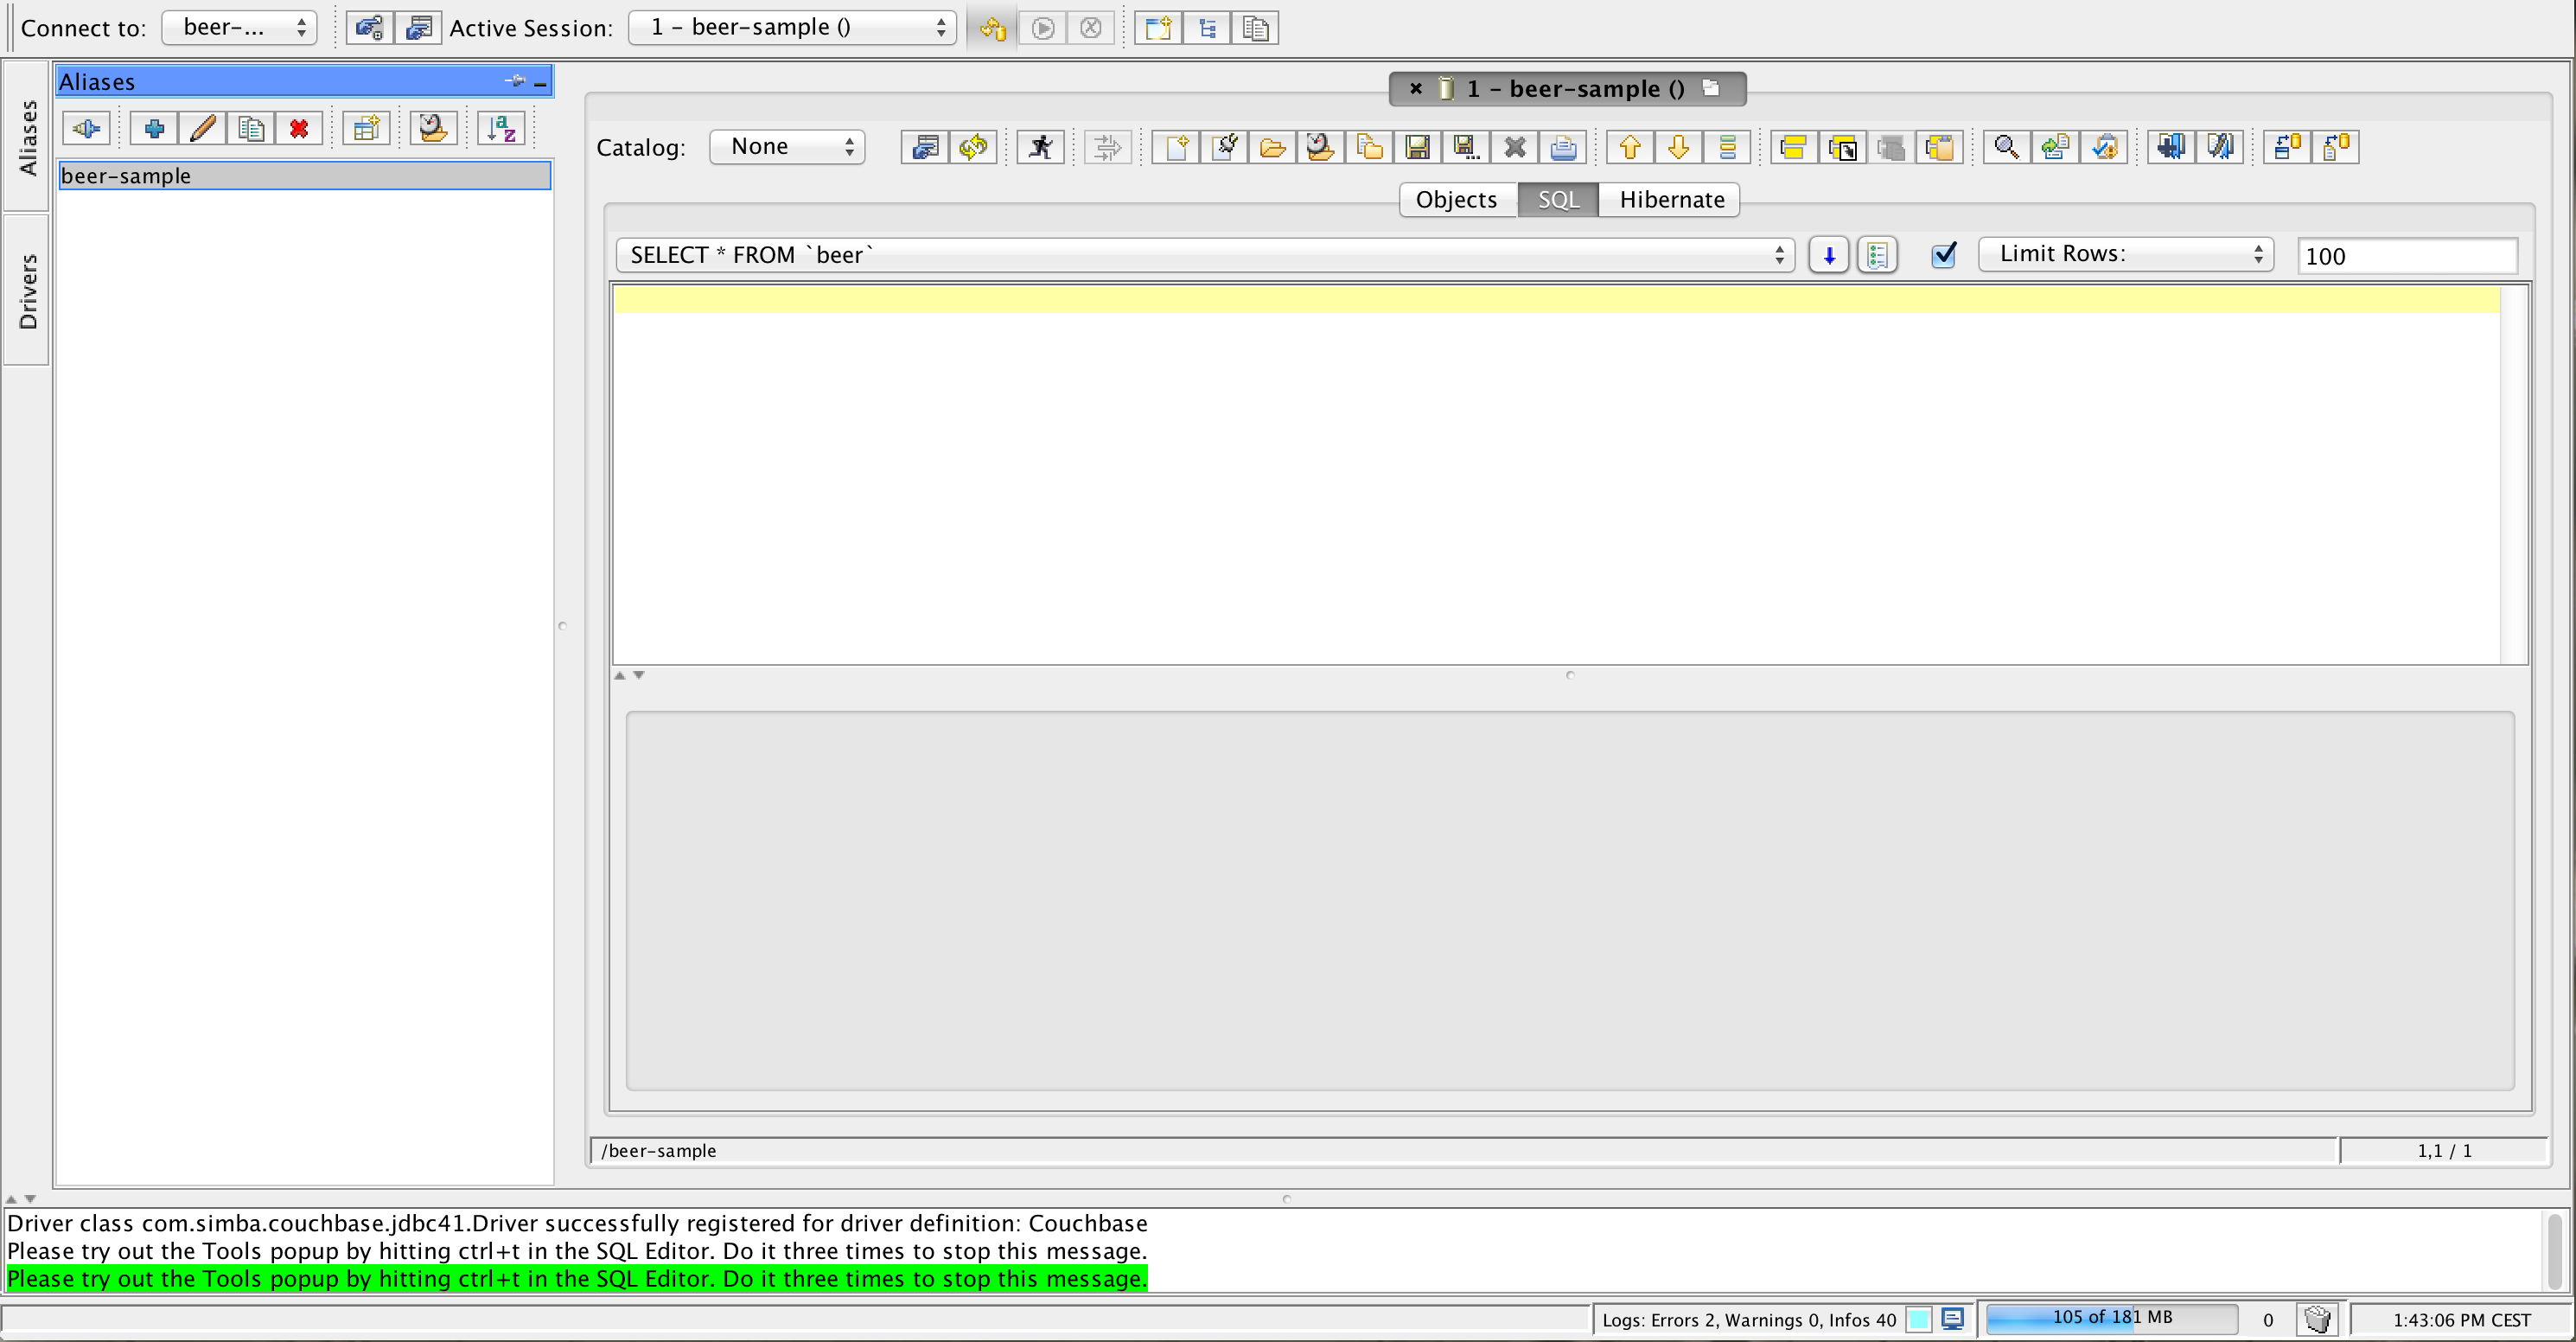 Connect to: beer-... Active Session: 1 - beer-sample ()
Aliases
Aliases
Drivers
beer-sample
1 - beer-sample ()
Catalog: None
Objects SQL Hibernate
SELECT * FROM `beer` Limit Rows: 100
/beer-sample 1,1 / 1
Driver class com.simba.couchbase.jdbc41.Driver successfully registered for driver definition: Couchbase
Please try out the Tools popup by hitting ctrl+t in the SQL Editor. Do it three times to stop this message.
Please try out the Tools popup by hitting ctrl+t in the SQL Editor. Do it three times to stop this message.
Logs: Errors 2, Warnings 0, Infos 40 105 of 181 MB 0 1:43:06 PM CEST